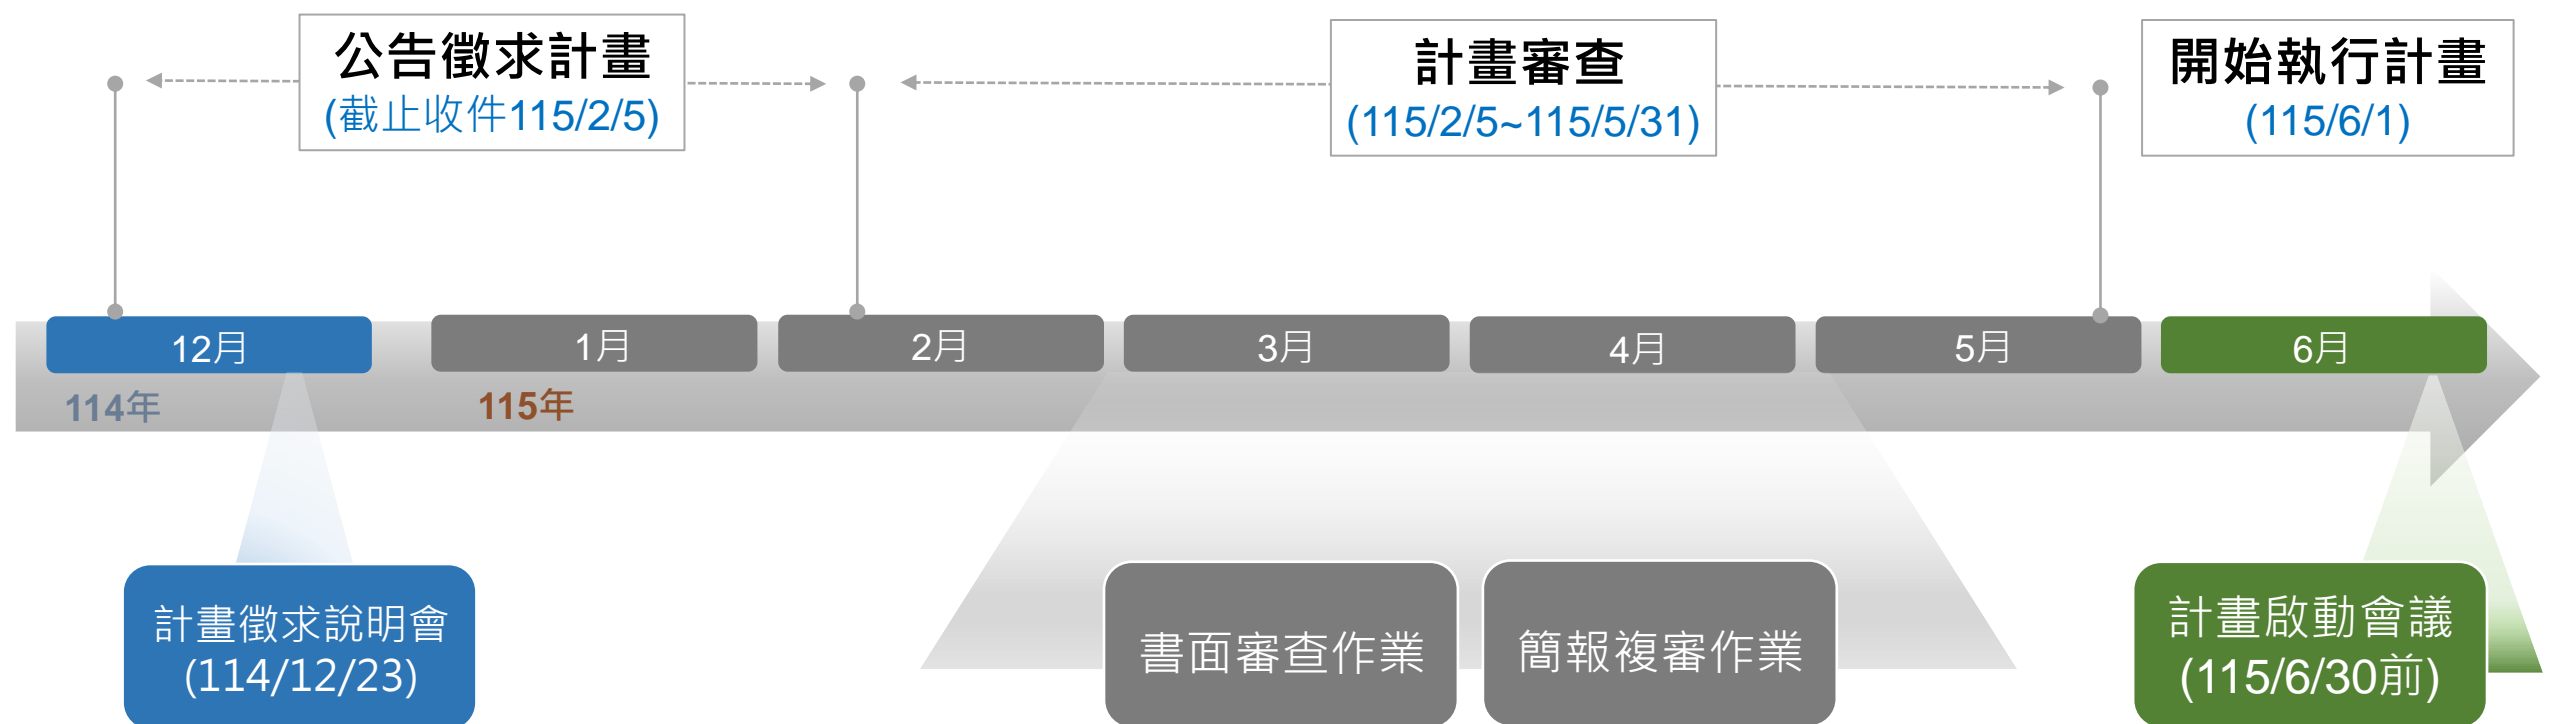 公告徵求計畫
(截止收件115/2/5)
計畫審查
(115/2/5~115/5/31)
開始執行計畫
(115/6/1)
12月
1月
2月
3月
4月
5月
6月
114年
115年
計畫徵求說明會
(114/12/23)
書面審查作業
簡報複審作業
計畫啟動會議
(115/6/30前)